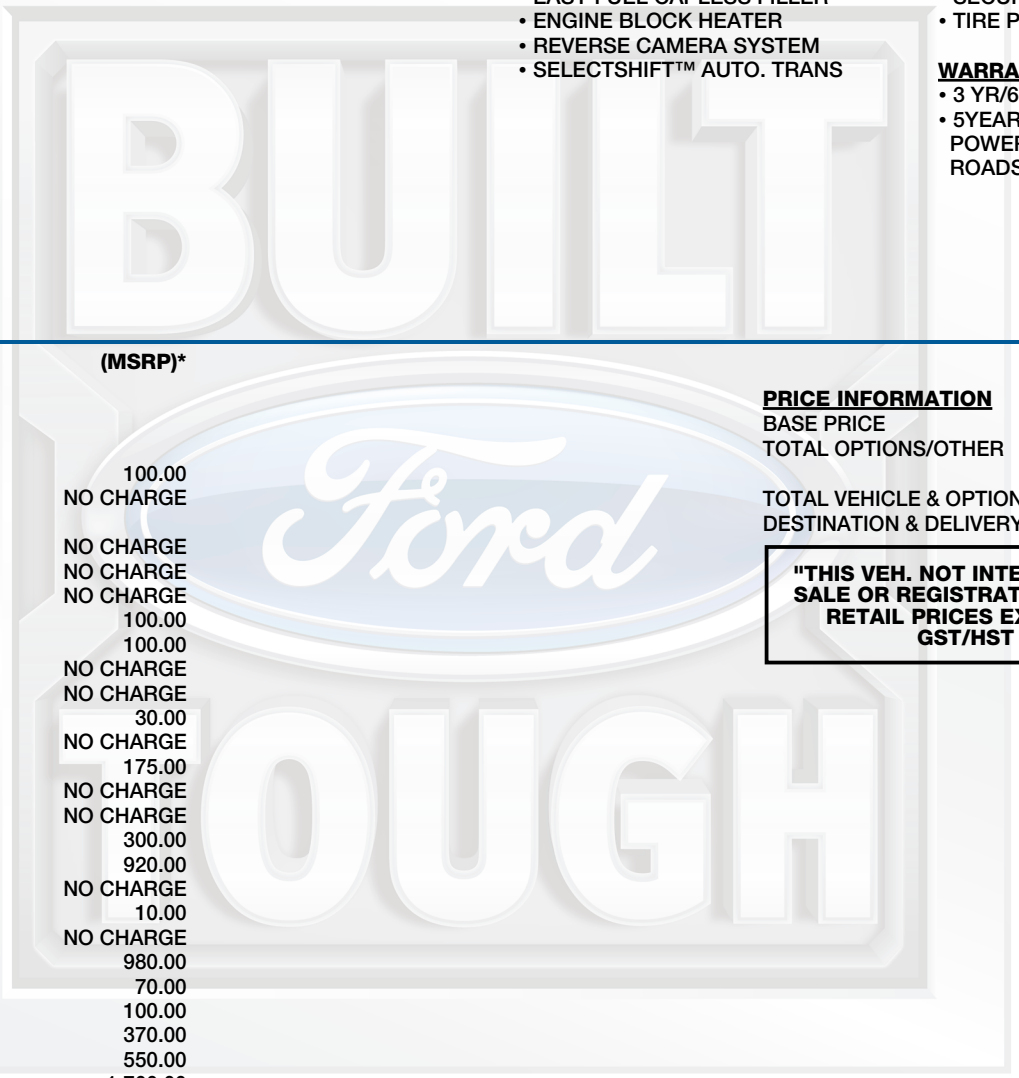 • ENGINE BLOCK HEATER
• REVERSE CAMERA SYSTEM
• SELECTSHIFT™ AUTO. TRANS
• TIRE P
WARRA
• 3 YR/6
• 5YEAR
POWER
ROADS
BUILT
Ford
TOUGH
(MSRP)*
100.00
NO CHARGE
NO CHARGE
NO CHARGE
NO CHARGE
100.00
100.00
NO CHARGE
NO CHARGE
30.00
NO CHARGE
175.00
NO CHARGE
NO CHARGE
300.00
920.00
NO CHARGE
10.00
NO CHARGE
980.00
70.00
100.00
370.00
550.00
PRICE INFORMATION
BASE PRICE
TOTAL OPTIONS/OTHER
TOTAL VEHICLE & OPTION
DESTINATION & DELIVERY
"THIS VEH. NOT INTE
SALE OR REGISTRAT
RETAIL PRICES EX
GST/HST